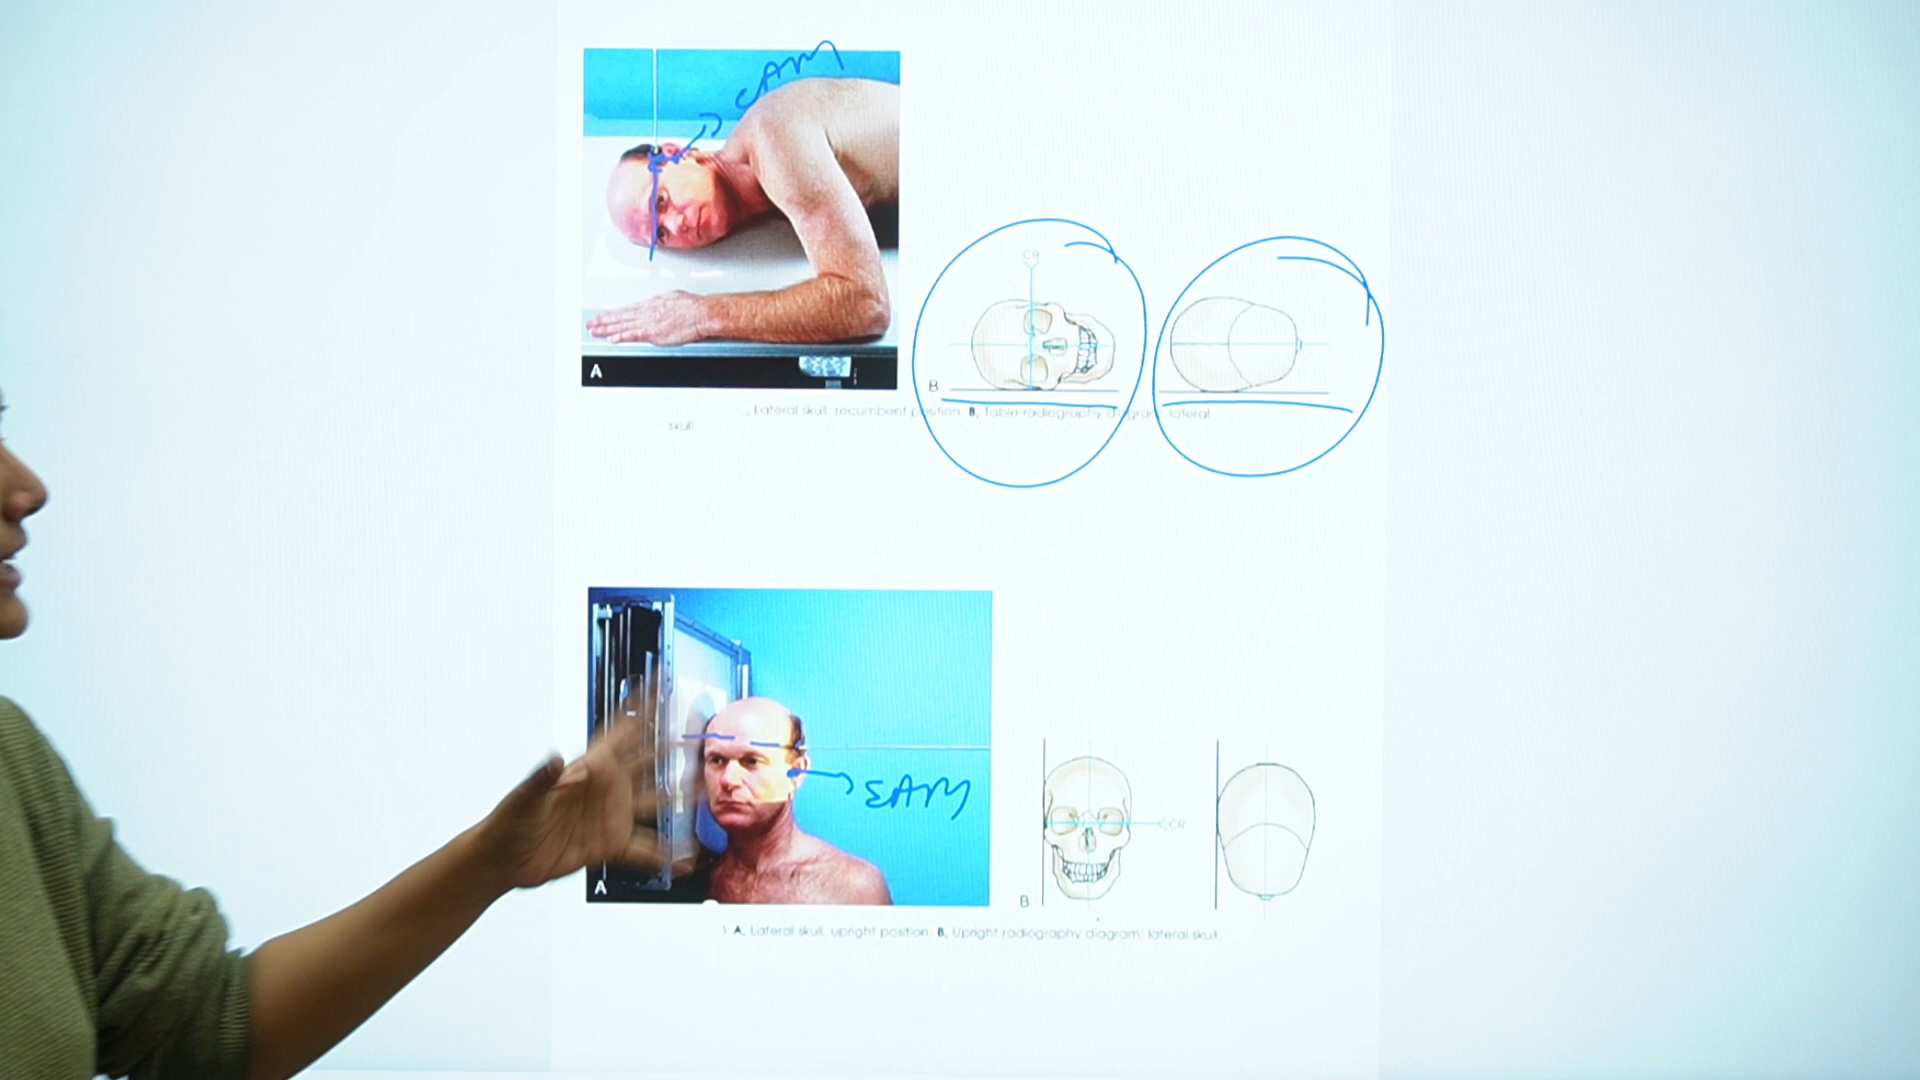 EAM
CR
A
B
, Lateral skull, recumbent position. B, Table radiography diagram: lateral
skull.
EAM
CR
A
B
A, Lateral skull, upright position. B, Upright radiography diagram: lateral skull.